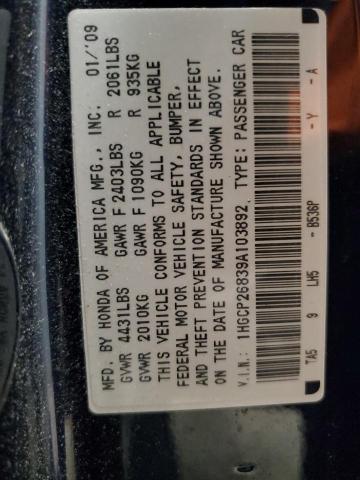 MFD. BY HONDA OF AMERICA MFG., INC. 01/'09
GVWR 4431LBS GAWR F 2403LBS R 2061LBS
GVWR 2010KG GAWR F 1090KG R 935KG
THIS VEHICLE CONFORMS TO ALL APPLICABLE
FEDERAL MOTOR VEHICLE SAFETY, BUMPER,
AND THEFT PREVENTION STANDARDS IN EFFECT
ON THE DATE OF MANUFACTURE SHOWN ABOVE.
V.I.N.: 1HGCP26839A103892 TYPE: PASSENGER CAR
TA5 9 LH5 - B536P -Y -A